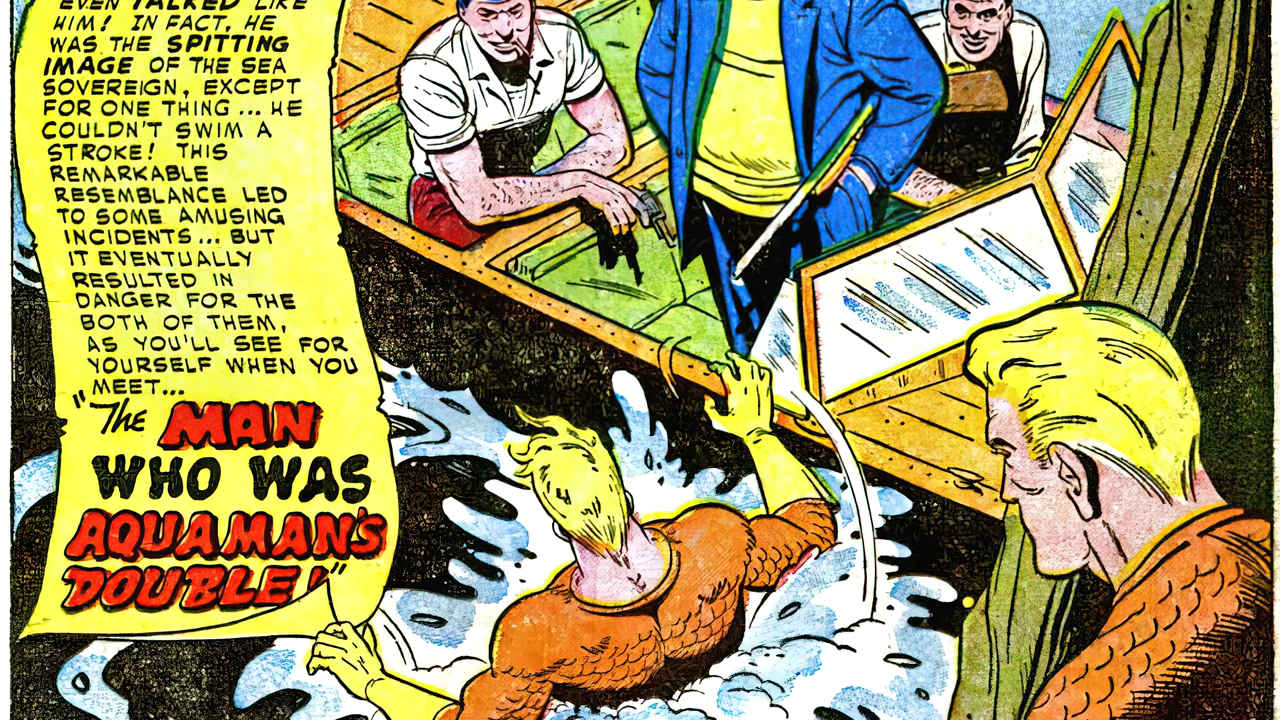 EVEN TALKED LIKE
HIM! IN FACT, HE
WAS THE SPITTING
IMAGE OF THE SEA
SOVEREIGN, EXCEPT
FOR ONE THING... HE
COULDN'T SWIM A
STROKE! THIS
REMARKABLE
RESEMBLANCE LED
TO SOME AMUSING
INCIDENTS... BUT
IT EVENTUALLY
RESULTED IN
DANGER FOR THE
BOTH OF THEM,
AS YOU'LL SEE FOR
YOURSELF WHEN YOU
MEET...
"The MAN
WHO WAS
AQUAMAN'S
DOUBLE!"